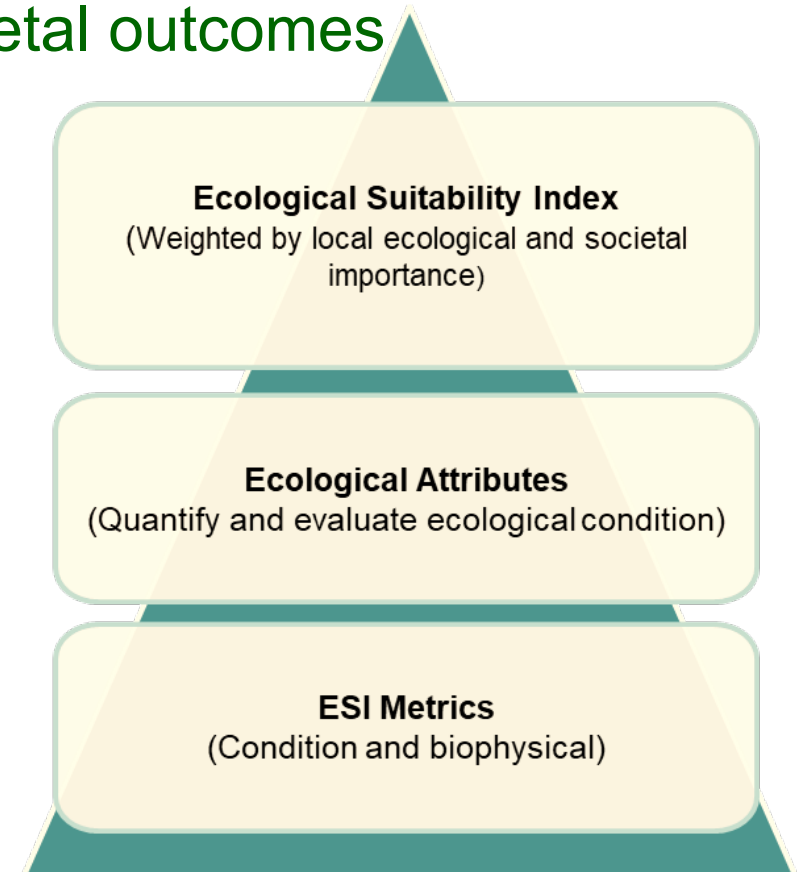 etal outcomes
Ecological Suitability Index
(Weighted by local ecological and societal
importance)
Ecological Attributes
(Quantify and evaluate ecological condition)
ESI Metrics
(Condition and biophysical)